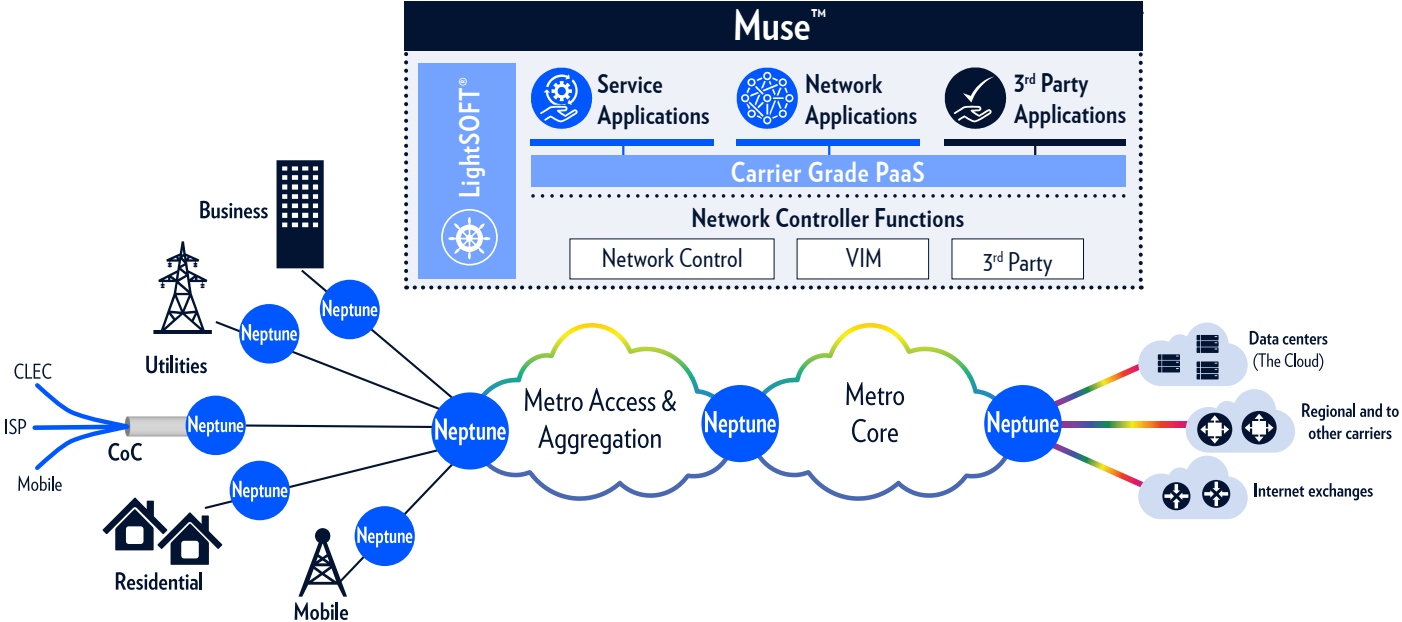 Muse™
LightSOFT®
Service
Applications
Network
Applications
3rd Party
Applications
Carrier Grade PaaS
Network Controller Functions
Network Control
VIM
3rd Party
Business
Neptune
Utilities
Neptune
CLEC
ISP
Mobile
CoC
Neptune
Residential
Neptune
Mobile
Neptune
Neptune
Metro Access &
Aggregation
Neptune
Metro
Core
Neptune
Data centers
(The Cloud)
Regional and to
other carriers
Internet exchanges